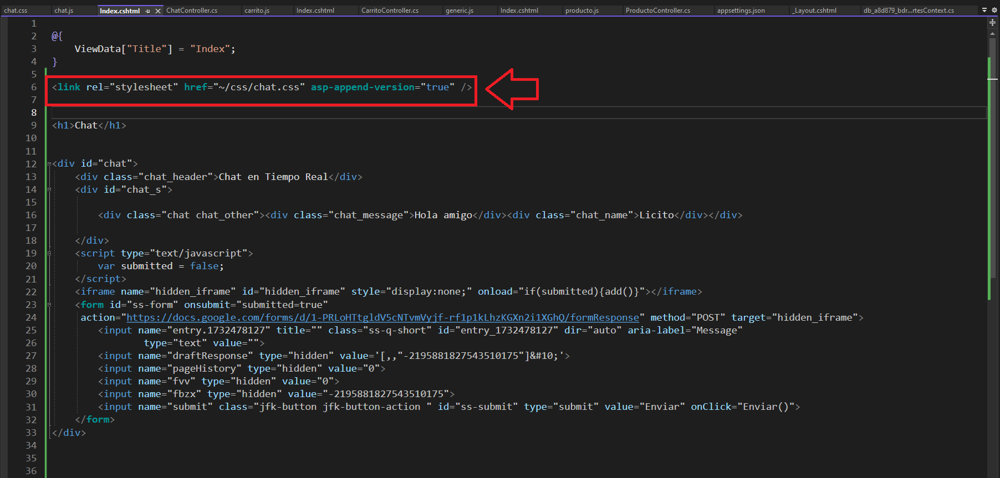 chat.css chat.js Index.cshtml ChatController.cs carrito.js Index.cshtml CarritoController.cs generic.js Index.cshtml producto.js ProductoController.cs appsettings.json _Layout.cshtml db_a8d879_bdr...rtesContext.cs
1
2 @{
3 ViewData["Title"] = "Index";
4 }
5
6 <link rel="stylesheet" href="~/css/chat.css" asp-append-version="true" />
7
8
9 <h1>Chat</h1>
10
11
12 <div id="chat">
13 <div class="chat_header">Chat en Tiempo Real</div>
14 <div id="chat_s">
15
16 <div class="chat chat_other"><div class="chat_message">Hola amigo</div><div class="chat_name">Licito</div></div>
17
18 </div>
19 <script type="text/javascript">
20 var submitted = false;
21 </script>
22 <iframe name="hidden_iframe" id="hidden_iframe" style="display:none;" onload="if(submitted){add()}"></iframe>
23 <form id="ss-form" onsubmit="submitted=true"
24 action="https://docs.google.com/forms/d/1-PRLoHTtgldV5cNTvmVyjf-rf1p1kLhzKGXn2i1XGhQ/formResponse" method="POST" target="hidden_iframe">
25 <input name="entry.1732478127" title="" class="ss-q-short" id="entry_1732478127" dir="auto" aria-label="Message"
26 type="text" value="">
27 <input name="draftResponse" type="hidden" value='[,,"-2195881827543510175"]&#10;'>
28 <input name="pageHistory" type="hidden" value="0">
29 <input name="fvv" type="hidden" value="0">
30 <input name="fbzx" type="hidden" value="-2195881827543510175">
31 <input name="submit" class="jfk-button jfk-button-action " id="ss-submit" type="submit" value="Enviar" onClick="Enviar()">
32 </form>
33 </div>
34
35
36